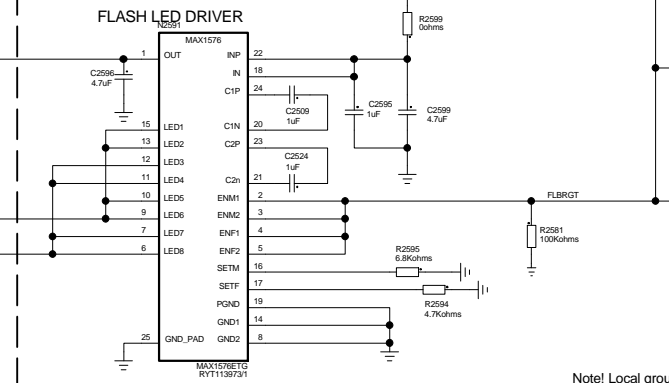 FLASH LED DRIVER
N2591
MAX1576
R2599
0ohms
1 OUT INP 22
IN 18
C1P 24
C2596
4.7uF
C2509
1uF
C2595
1uF
C2599
4.7uF
15 LED1 C1N 20
13 LED2 C2P 23
12 LED3
C2524
1uF
11 LED4 C2n 21
10 LED5 ENM1 2
FLBRGT
9 LED6 ENM2 3
7 LED7 ENF1 4
6 LED8 ENF2 5
R2581
100Kohms
R2595
6.8Kohms
SETM 16
SETF 17
R2594
4.7Kohms
PGND 19
GND1 14
25 GND_PAD GND2 8
MAX1576ETG
RYT113973/1
Note! Local grou